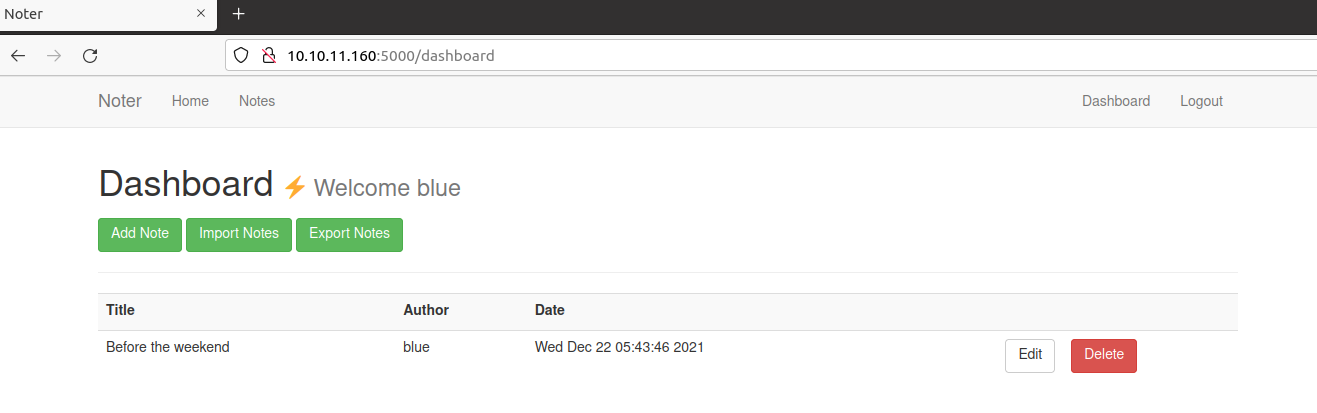 Noter
10.10.11.160:5000/dashboard
Noter Home Notes Dashboard Logout
Dashboard ⚡ Welcome blue
Add Note Import Notes Export Notes
Title Author Date
Before the weekend blue Wed Dec 22 05:43:46 2021 Edit Delete